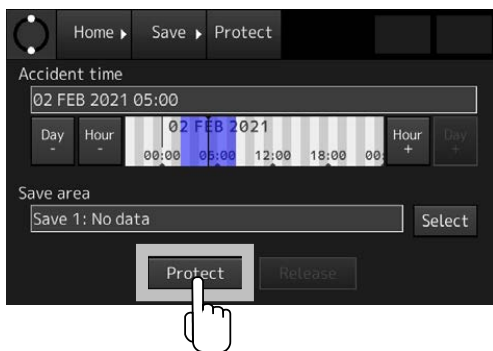 Home ▸ Save ▸ Protect
Accident time
02 FEB 2021 05:00
Day - Hour - Hour + Day +
02 FEB 2021
00:00 06:00 12:00 18:00 00:
Save area
Save 1: No data Select
Protect Release